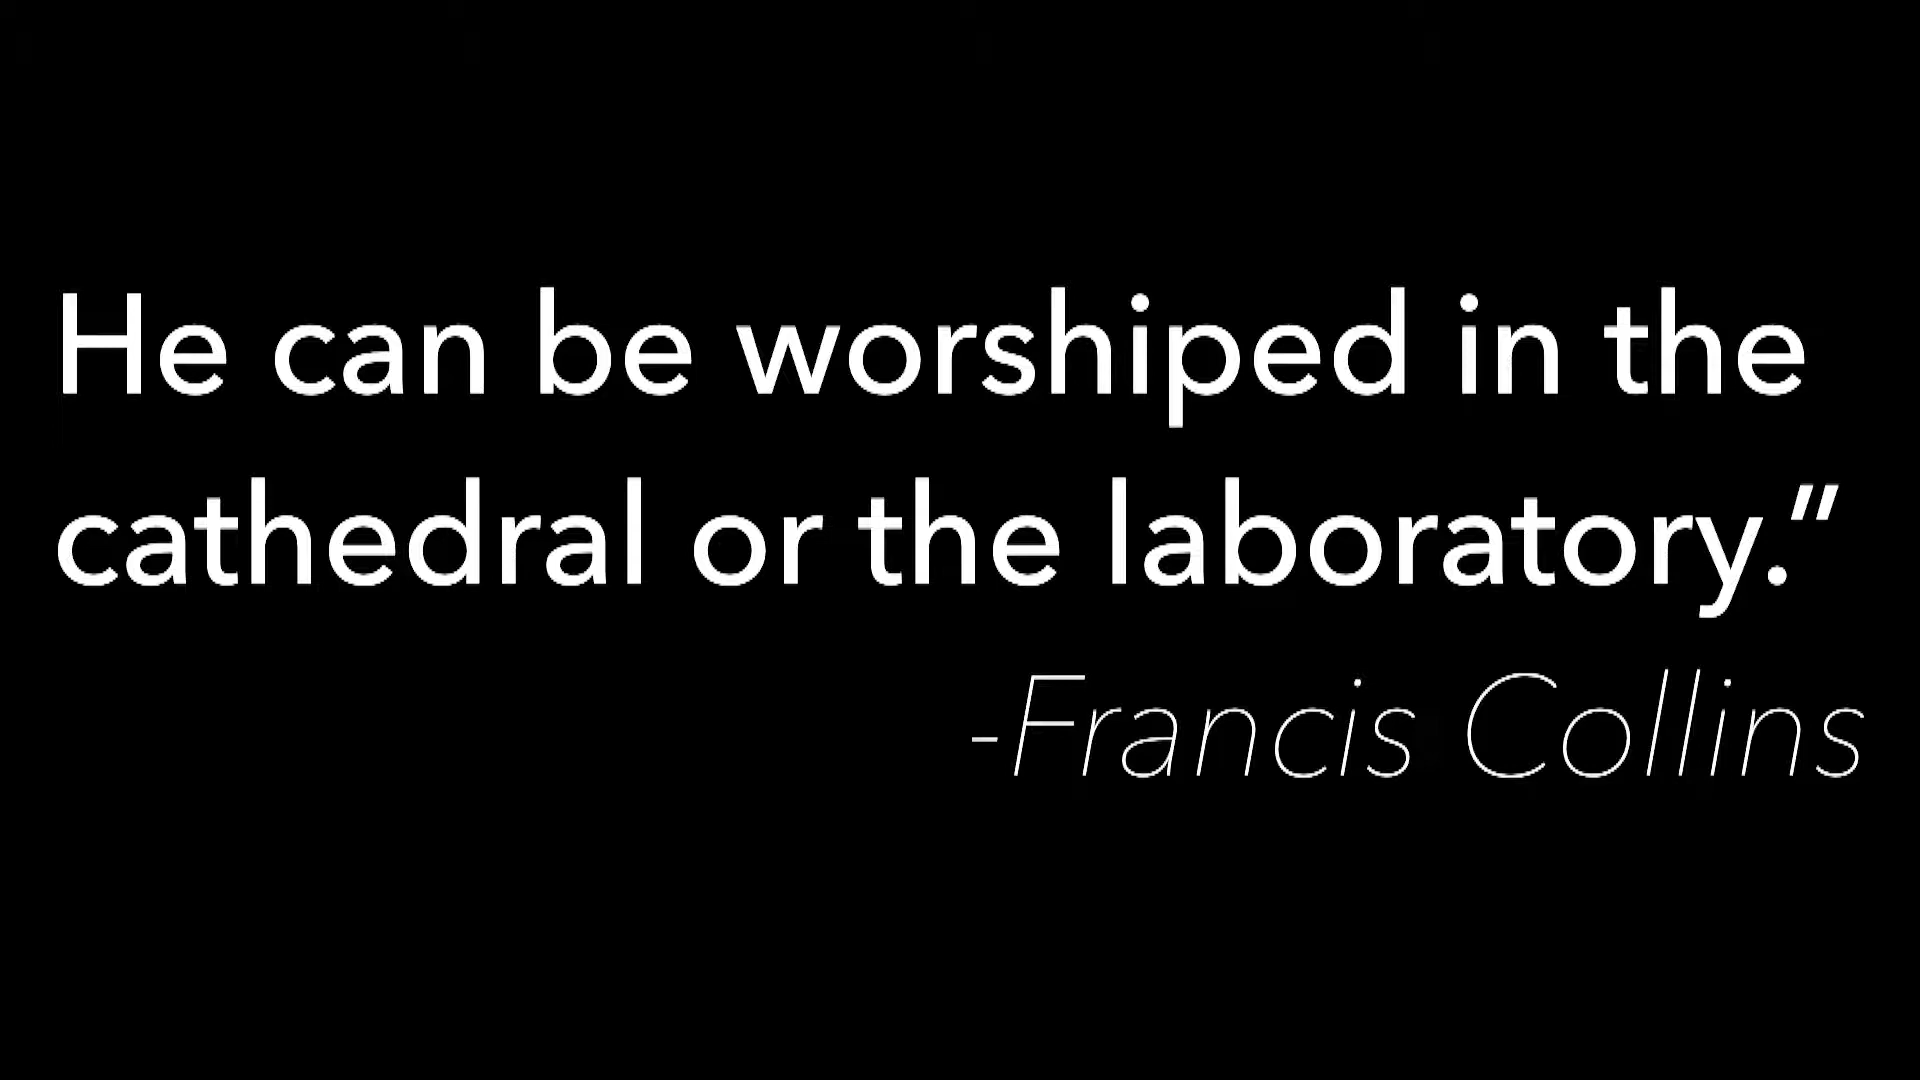 He can be worshiped in the
cathedral or the laboratory.”
-Francis Collins